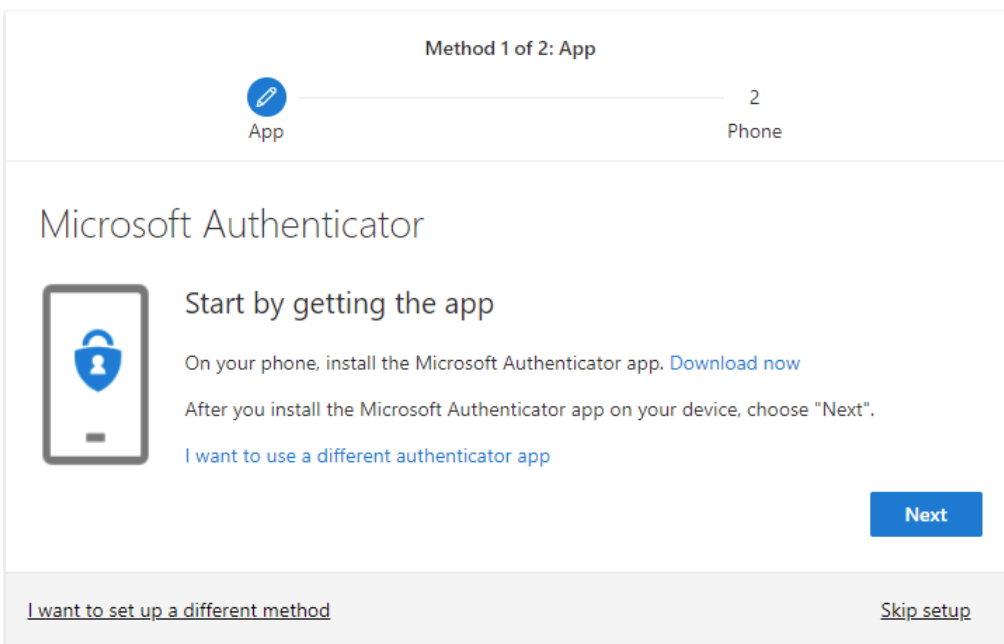 Method 1 of 2: App
2
App
Phone
Microsoft Authenticator
Start by getting the app
On your phone, install the Microsoft Authenticator app. Download now
After you install the Microsoft Authenticator app on your device, choose "Next".
I want to use a different authenticator app
Next
I want to set up a different method
Skip setup